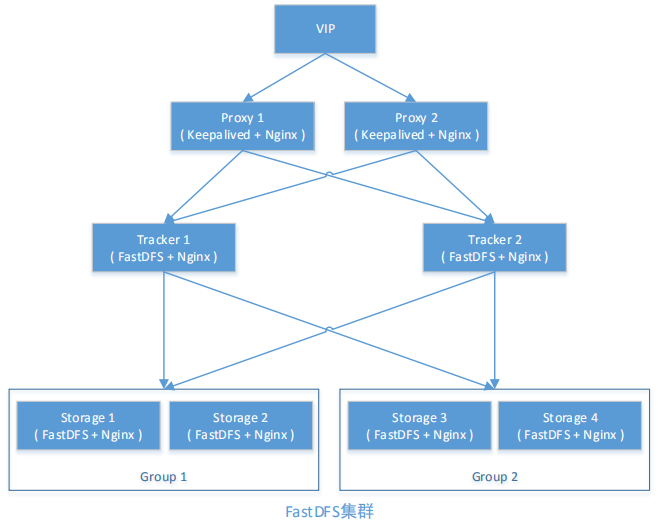 VIP
Proxy 1
( Keepalived + Nginx )
Proxy 2
( Keepalived + Nginx )
Tracker 1
( FastDFS + Nginx )
Tracker 2
( FastDFS + Nginx )
Storage 1
( FastDFS + Nginx )
Storage 2
( FastDFS + Nginx )
Group 1
Storage 3
( FastDFS + Nginx )
Storage 4
( FastDFS + Nginx )
Group 2
FastDFS集群